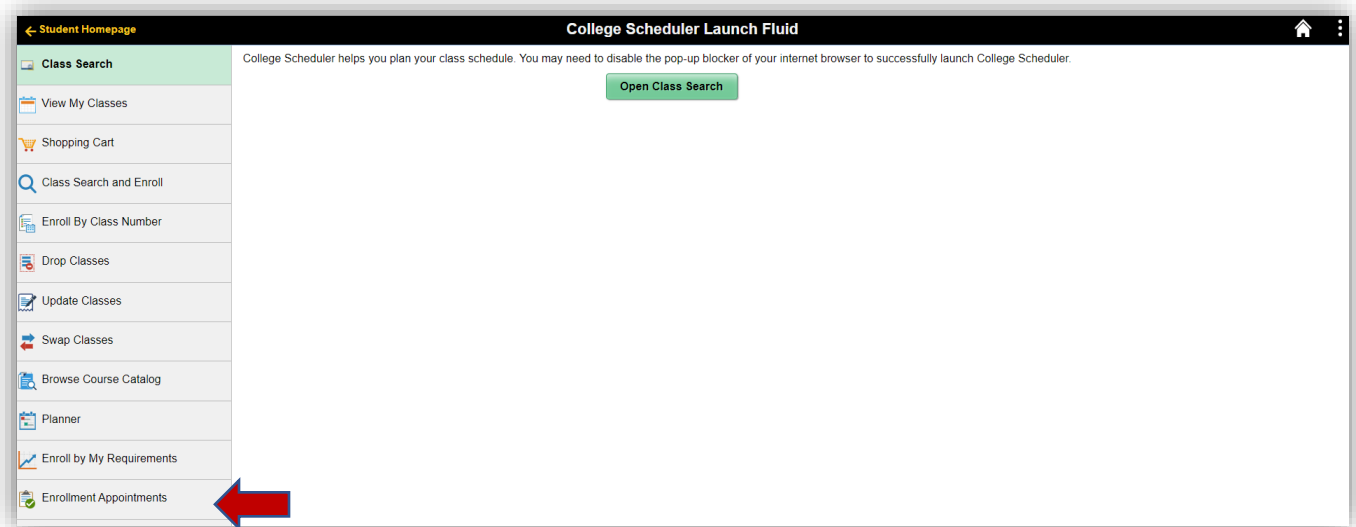 Student Homepage
College Scheduler Launch Fluid
Class Search
View My Classes
Shopping Cart
Class Search and Enroll
Enroll By Class Number
Drop Classes
Update Classes
Swap Classes
Browse Course Catalog
Planner
Enroll by My Requirements
Enrollment Appointments
College Scheduler helps you plan your class schedule. You may need to disable the pop-up blocker of your internet browser to successfully launch College Scheduler.
Open Class Search